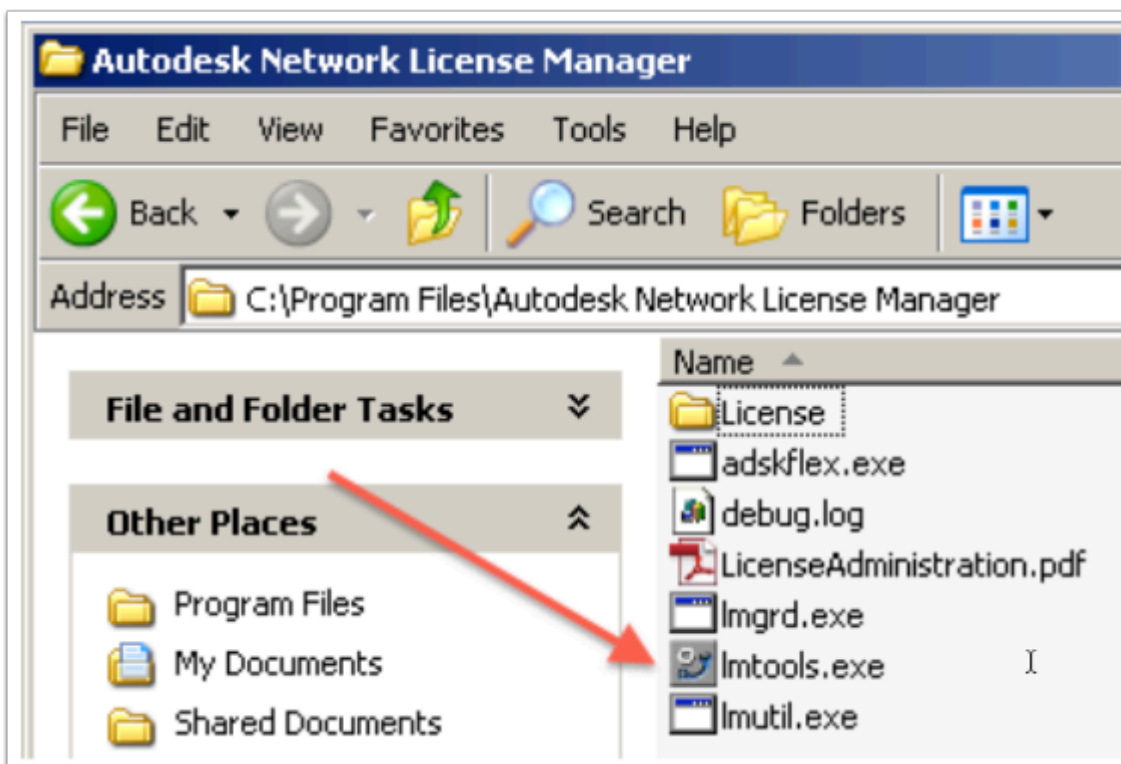 Autodesk Network License Manager
File Edit View Favorites Tools Help
Back Search Folders
Address C:\Program Files\Autodesk Network License Manager
File and Folder Tasks
Other Places
Program Files
My Documents
Shared Documents
Name
License
adskflex.exe
debug.log
LicenseAdministration.pdf
lmgrd.exe
lmtools.exe
lmutil.exe